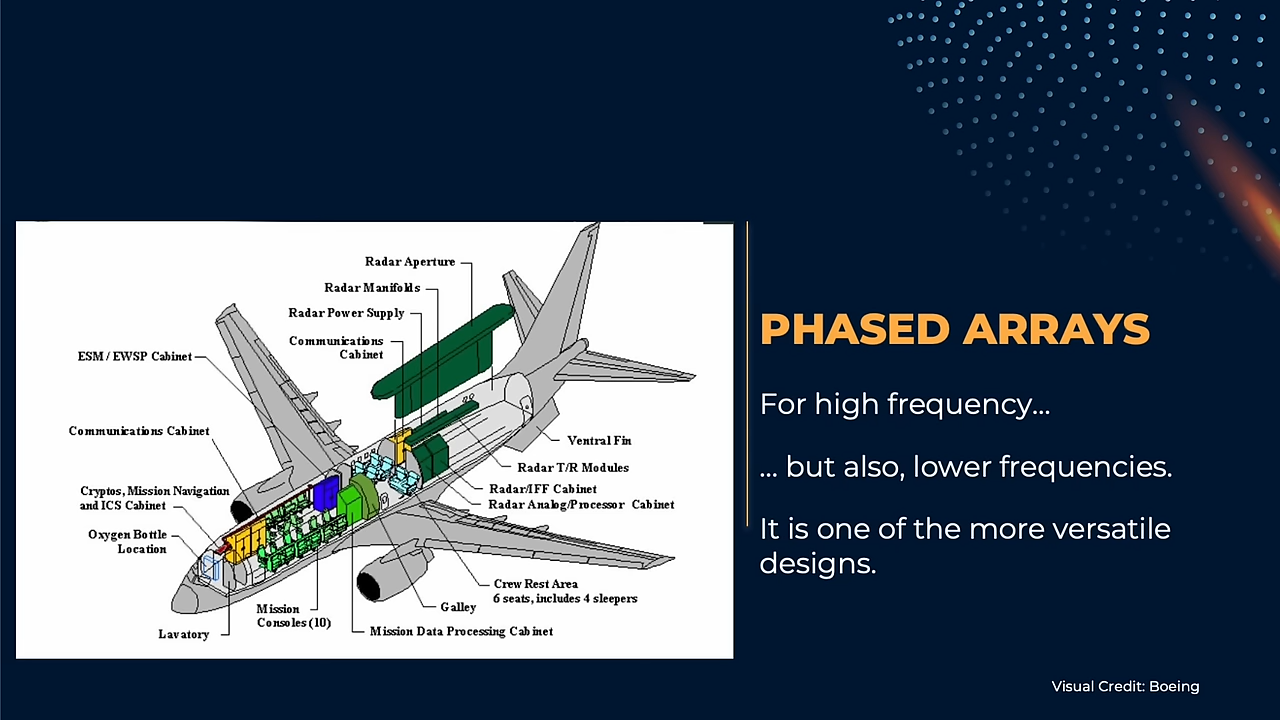 Radar Aperture
Radar Manifolds
Radar Power Supply
Communications
Cabinet
ESM / EWSP Cabinet
Communications Cabinet
Cryptos, Mission Navigation
and ICS Cabinet
Oxygen Bottle
Location
Lavatory
Mission
Consoles (10)
Mission Data Processing Cabinet
Galley
Crew Rest Area
6 seats, includes 4 sleepers
Radar Analog/Processor Cabinet
Radar/IFF Cabinet
Radar T/R Modules
Ventral Fin
PHASED ARRAYS
For high frequency...
... but also, lower frequencies.
It is one of the more versatile
designs.
Visual Credit: Boeing